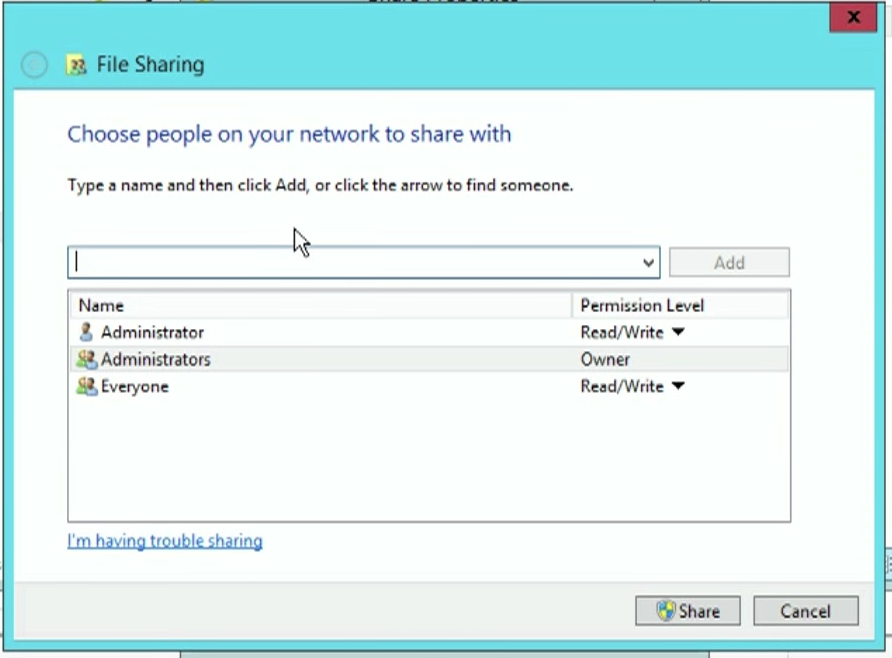 File Sharing
Choose people on your network to share with
Type a name and then click Add, or click the arrow to find someone.
Add
Name Permission Level
Administrator Read/Write
Administrators Owner
Everyone Read/Write
I'm having trouble sharing
Share Cancel